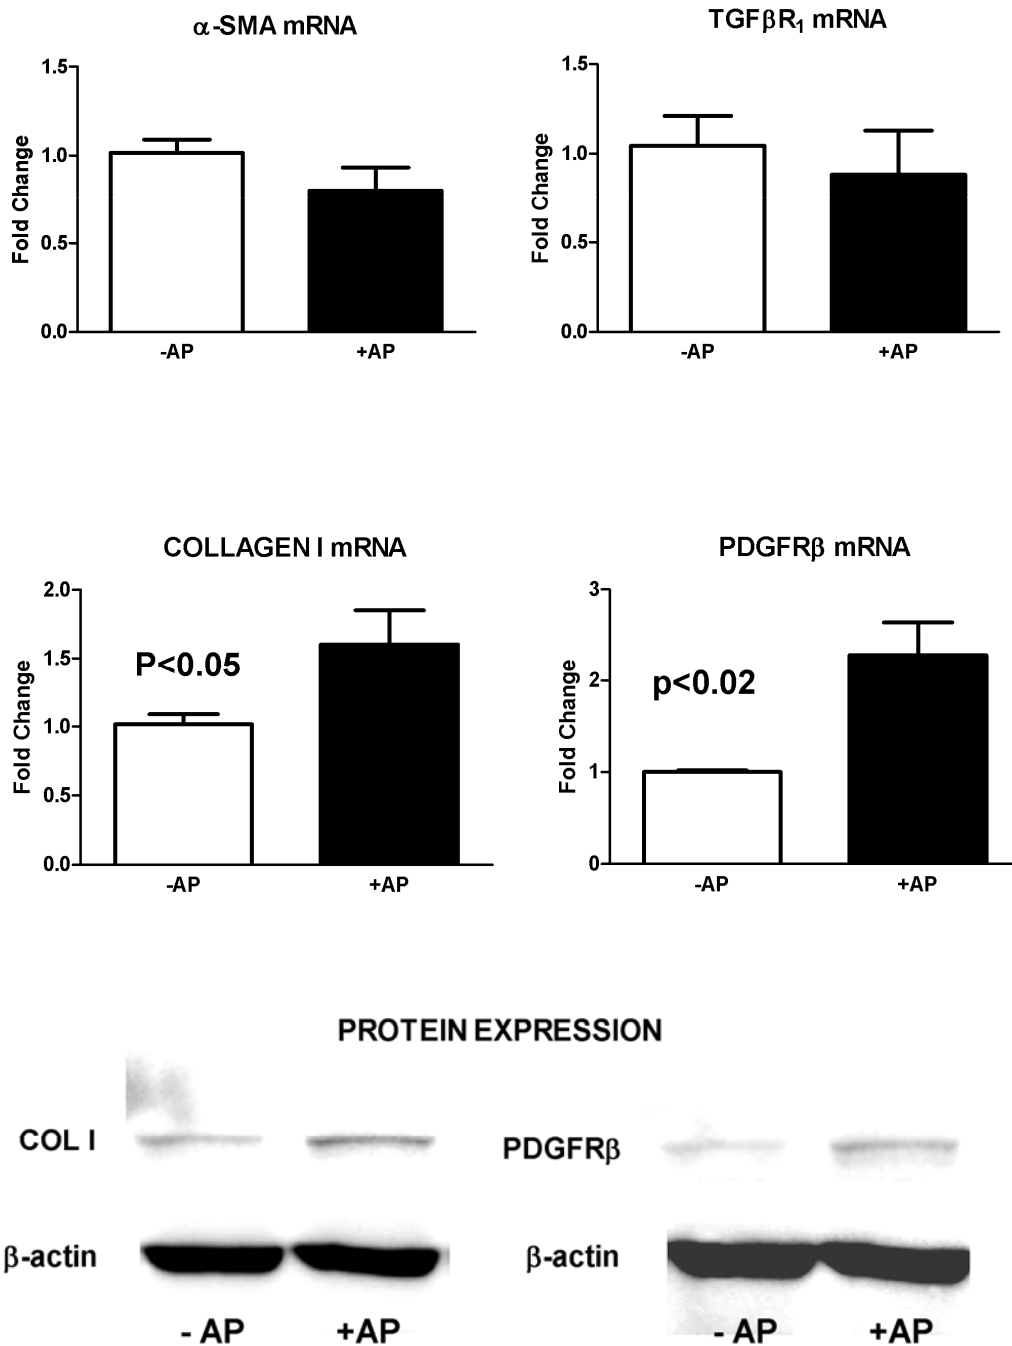 α-SMA mRNA
1.5
1.0
0.5
0.0
Fold Change
-AP +AP
TGFβR1 mRNA
1.5
1.0
0.5
0.0
Fold Change
-AP +AP
COLLAGEN I mRNA
2.0
1.5
1.0
0.5
0.0
Fold Change
P<0.05
-AP +AP
PDGFRβ mRNA
3
2
1
0
Fold Change
p<0.02
-AP +AP
PROTEIN EXPRESSION
COL I
β-actin
- AP +AP
PDGFRβ
β-actin
- AP +AP